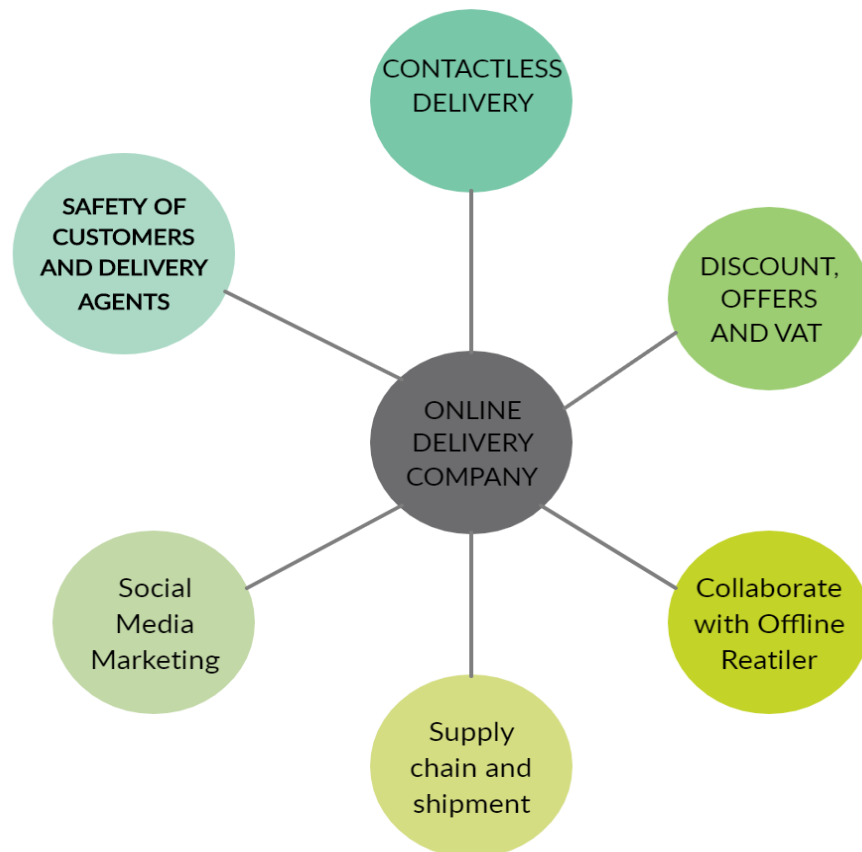 CONTACTLESS
DELIVERY
SAFETY OF
CUSTOMERS
AND DELIVERY
AGENTS
DISCOUNT,
OFFERS
AND VAT
ONLINE
DELIVERY
COMPANY
Social
Media
Marketing
Collaborate
with Offline
Reatiler
Supply
chain and
shipment